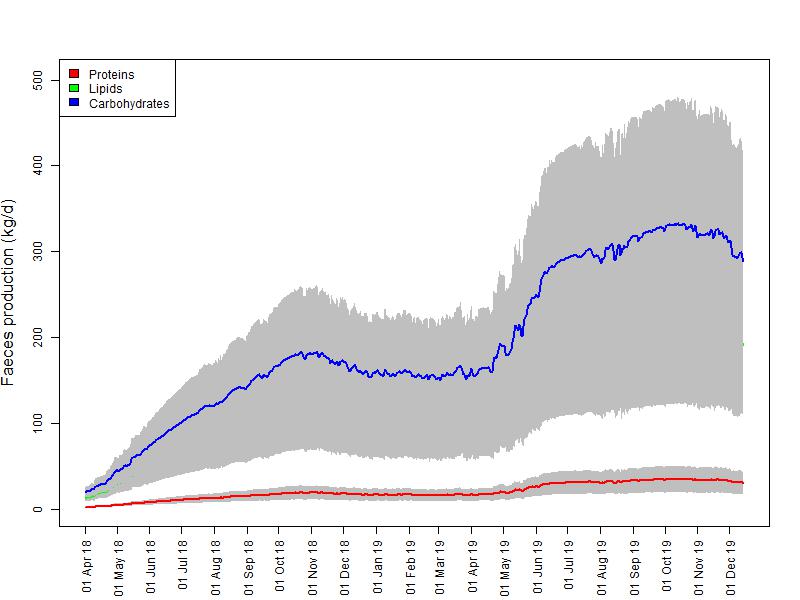 Proteins
Lipids
Carbohydrates
Faeces production (kg/d)
500
400
300
200
100
0
01 Apr 18
01 May 18
01 Jun 18
01 Jul 18
01 Aug 18
01 Sep 18
01 Oct 18
01 Nov 18
01 Dec 18
01 Jan 19
01 Feb 19
01 Mar 19
01 Apr 19
01 May 19
01 Jun 19
01 Jul 19
01 Aug 19
01 Sep 19
01 Oct 19
01 Nov 19
01 Dec 19